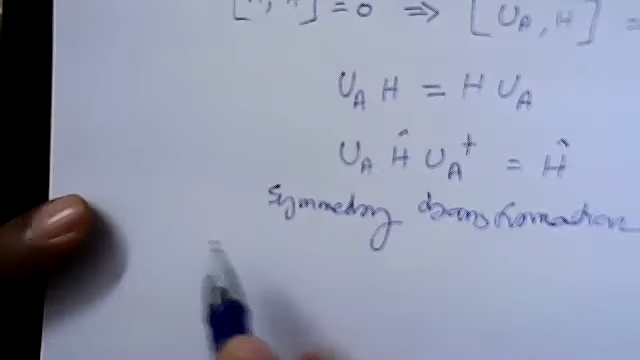 ] = 0 ⇒ [U_A, H] =
U_A H = H U_A
U_A Ĥ U_A† = Ĥ
Symmetry transformation